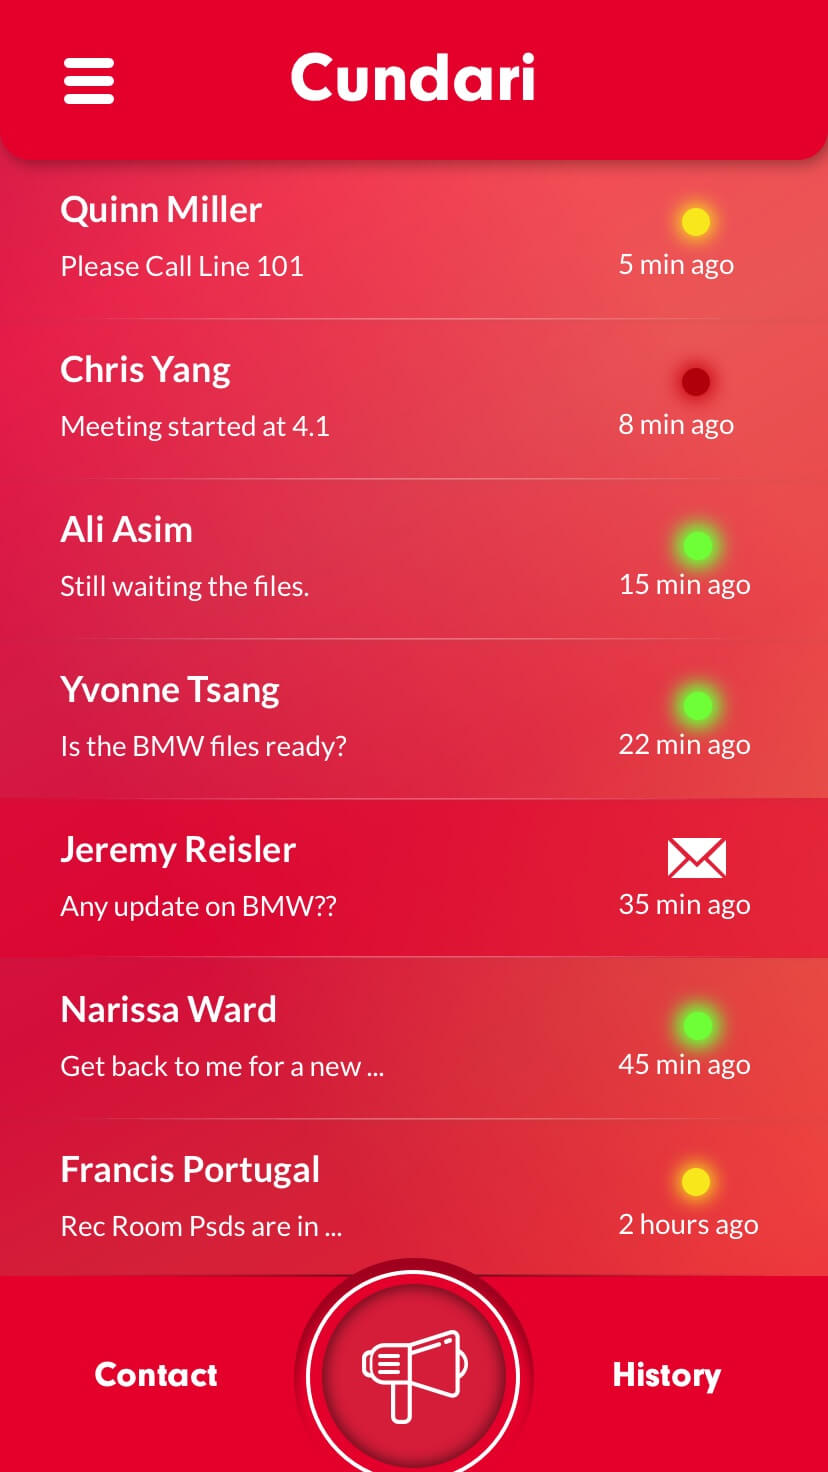 Cundari
Quinn Miller
Please Call Line 101
5 min ago
Chris Yang
Meeting started at 4.1
8 min ago
Ali Asim
Still waiting the files.
15 min ago
Yvonne Tsang
Is the BMW files ready?
22 min ago
Jeremy Reisler
Any update on BMW??
35 min ago
Narissa Ward
Get back to me for a new ...
45 min ago
Francis Portugal
Rec Room Psds are in ...
2 hours ago
Contact
History